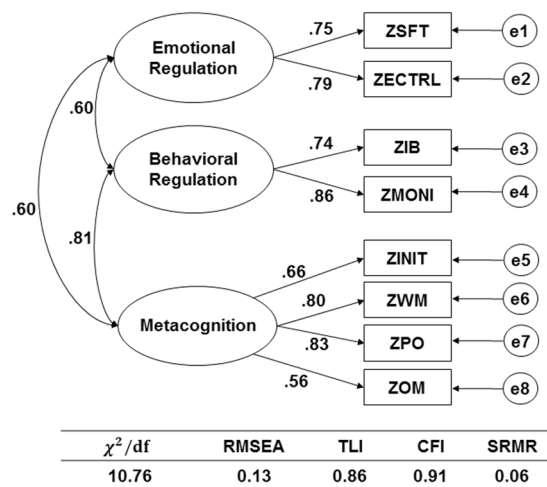 Emotional
Regulation
.75
ZSFT
e1
.79
ZECTRL
e2
.60
Behavioral
Regulation
.74
ZIB
e3
.86
ZMONI
e4
.60
.81
Metacognition
.66
ZINIT
e5
.80
ZWM
e6
.83
ZPO
e7
.56
ZOM
e8
χ²/df RMSEA TLI CFI SRMR
10.76 0.13 0.86 0.91 0.06